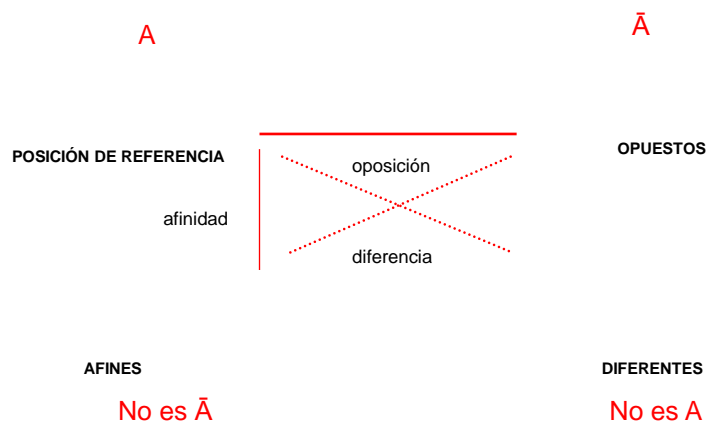 A
Ā
POSICIÓN DE REFERENCIA
OPUESTOS
oposición
afinidad
diferencia
AFINES
DIFERENTES
No es Ā
No es A